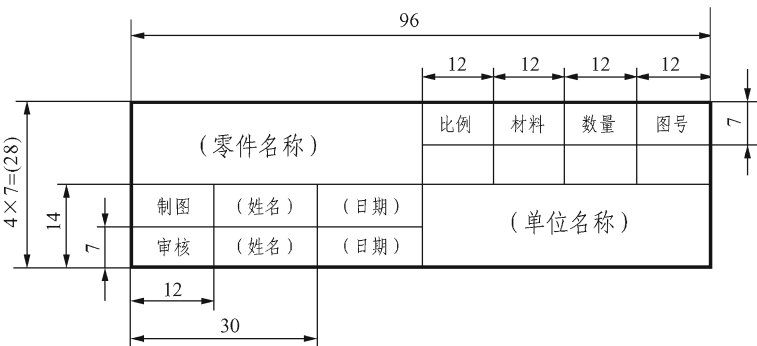 96
12 12 12 12
比例 材料 数量 图号
7
(零件名称)
4×7=(28)
14
制图 (姓名) (日期)
(单位名称)
7
审核 (姓名) (日期)
12
30